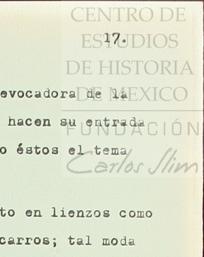 CENTRO DE
ESTUDIOS
17.
DE HISTORIA
DE MÉXICO
FUNDACIÓN
Carlos Slim
evocadora de la
hacen su entrada
o éstos el tema
to en lienzos como
carros; tal moda